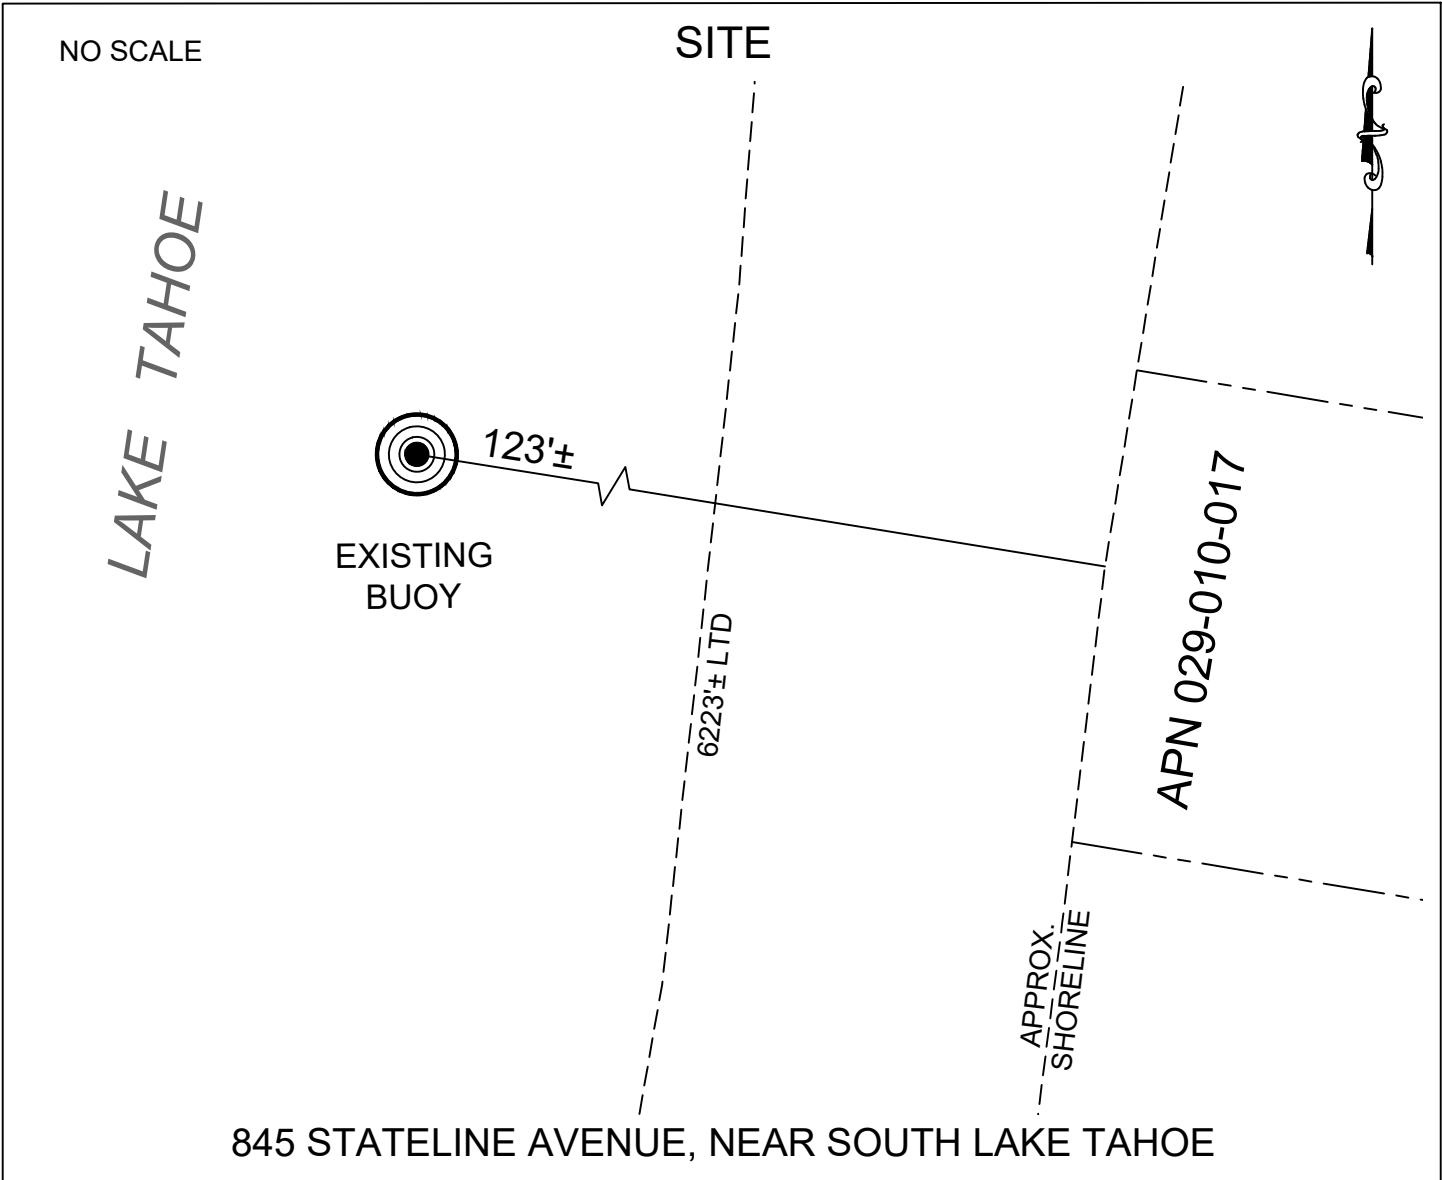 NO SCALE
SITE
LAKE TAHOE
123'±
EXISTING
BUOY
6223'± LTD
APN 029-010-017
APPROX.
SHORELINE
845 STATELINE AVENUE, NEAR SOUTH LAKE TAHOE